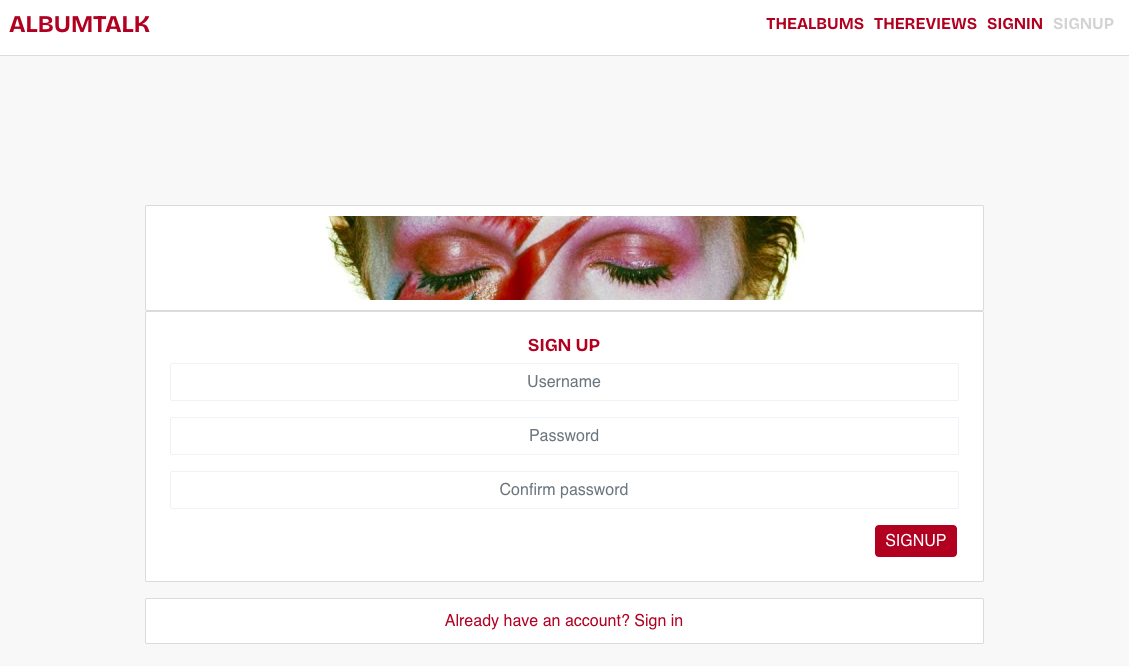 ALBUMTALK
THEALBUMS THEREVIEWS SIGNIN SIGNUP
SIGN UP
Username
Password
Confirm password
SIGNUP
Already have an account? Sign in